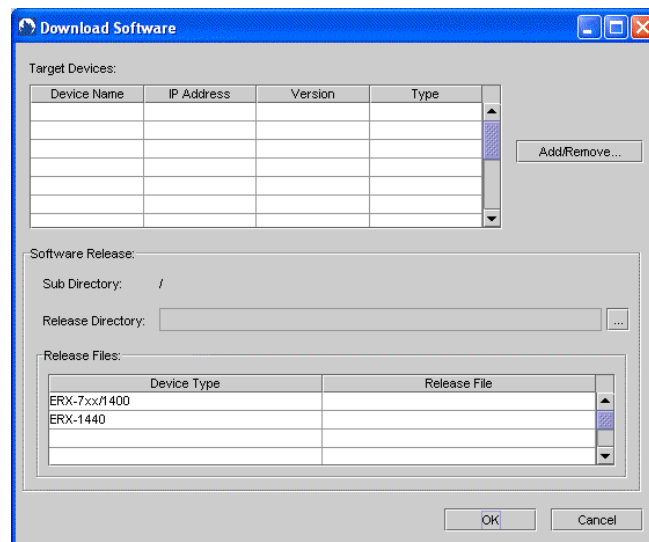 Download Software
Target Devices:
Device Name IP Address Version Type
Add/Remove...
Software Release:
Sub Directory: /
Release Directory: ...
Release Files:
Device Type Release File
ERX-7xx/1400
ERX-1440
OK Cancel